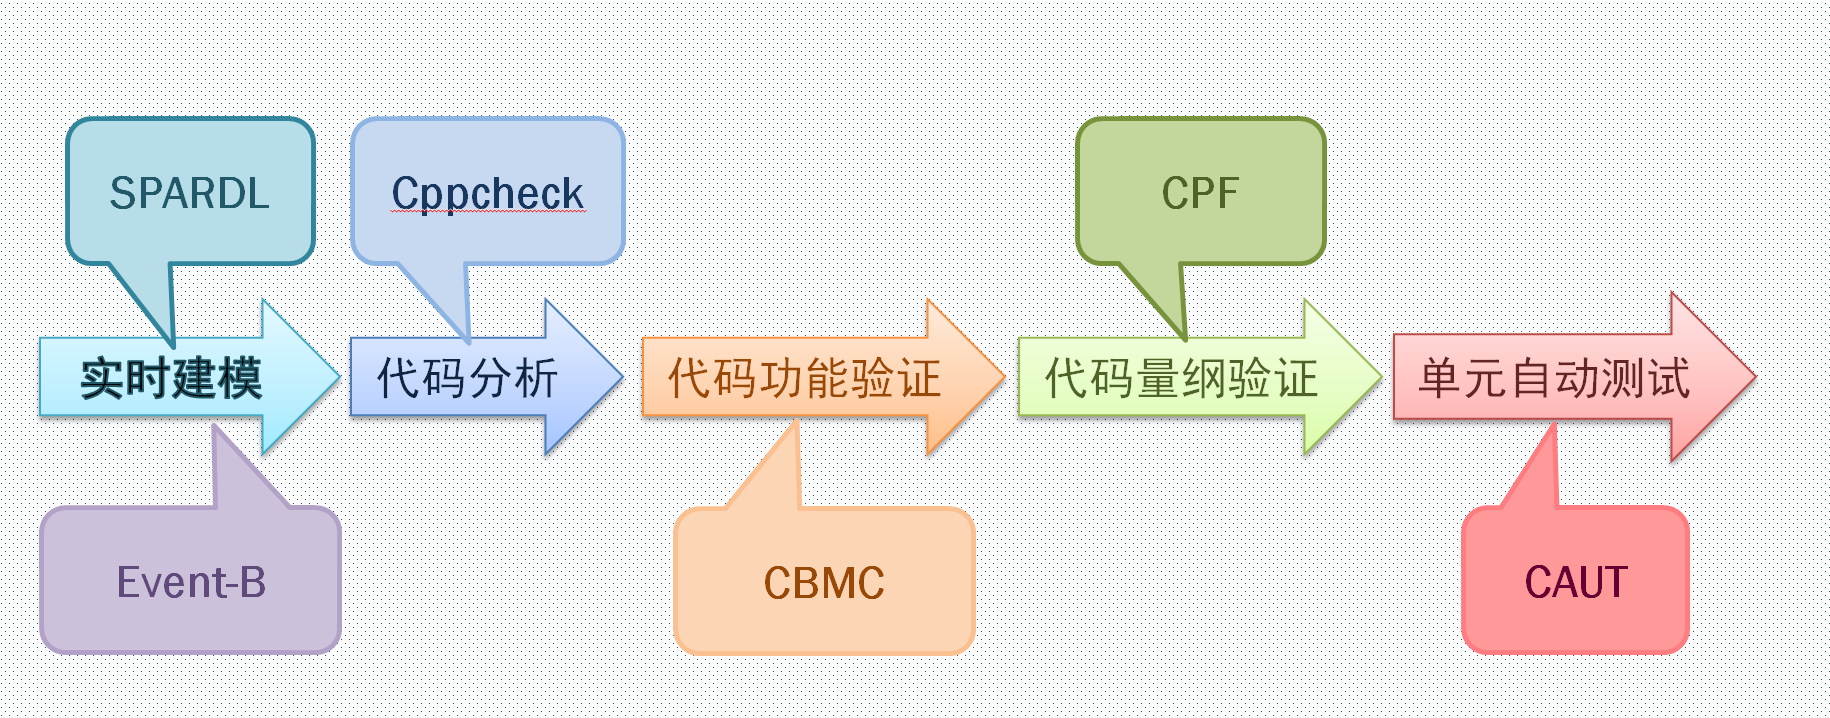 SPARDL
Cppcheck
CPF
实时建模
代码分析
代码功能验证
代码量纲验证
单元自动测试
Event-B
CBMC
CAUT